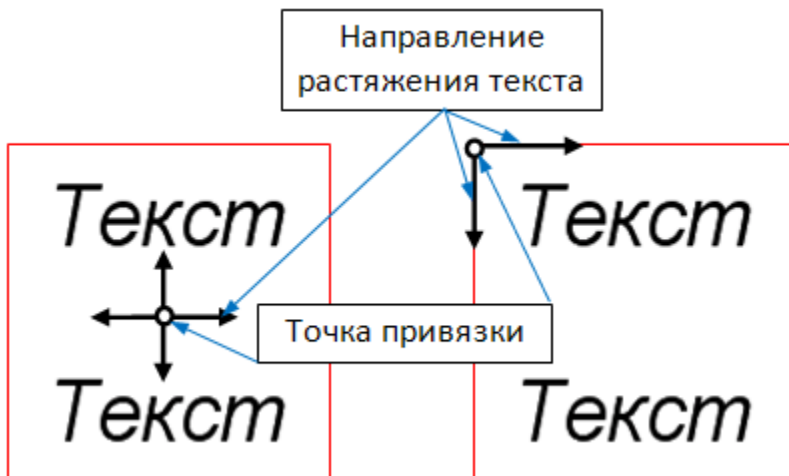 Направление
растяжения текста
Текст
Текст
Точка привязки
Текст
Текст